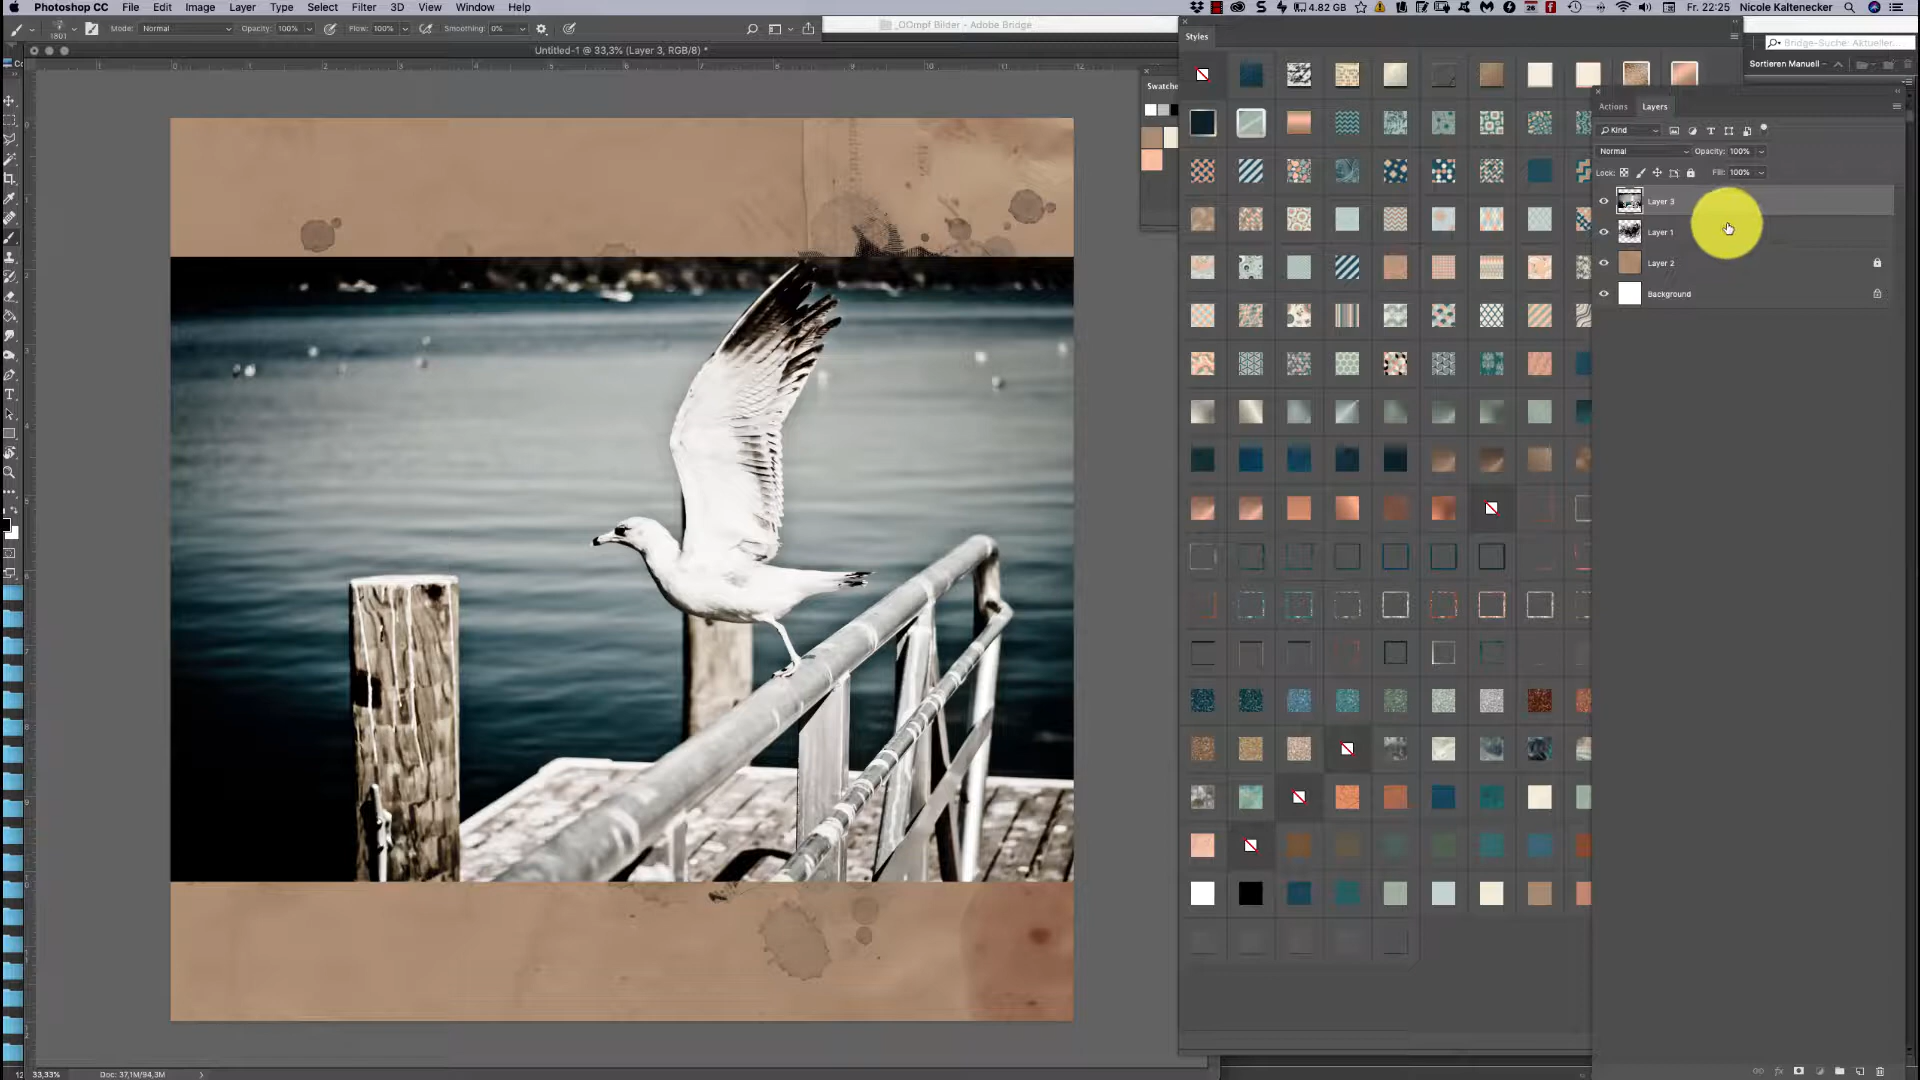 Photoshop CC File Edit Image Layer Type Select Filter 3D View Window Help
4.82 GB
Fr. 22:25 Nicole Kaltenecker
1801
Mode: Normal
Opacity: 100%
Flow: 100%
Smoothing: 0%
_OOmpf Bilder - Adobe Bridge
Untitled-1 @ 33,3% (Layer 3, RGB/8) *
Styles
Bridge-Suche: Aktueller...
Sortieren Manuell
Swatche
Actions Layers
Kind
Normal
Opacity: 100%
Lock:
Fill: 100%
Layer 3
Layer 1
Layer 2
Background
33,33%
Doc: 37,1M/94,3M